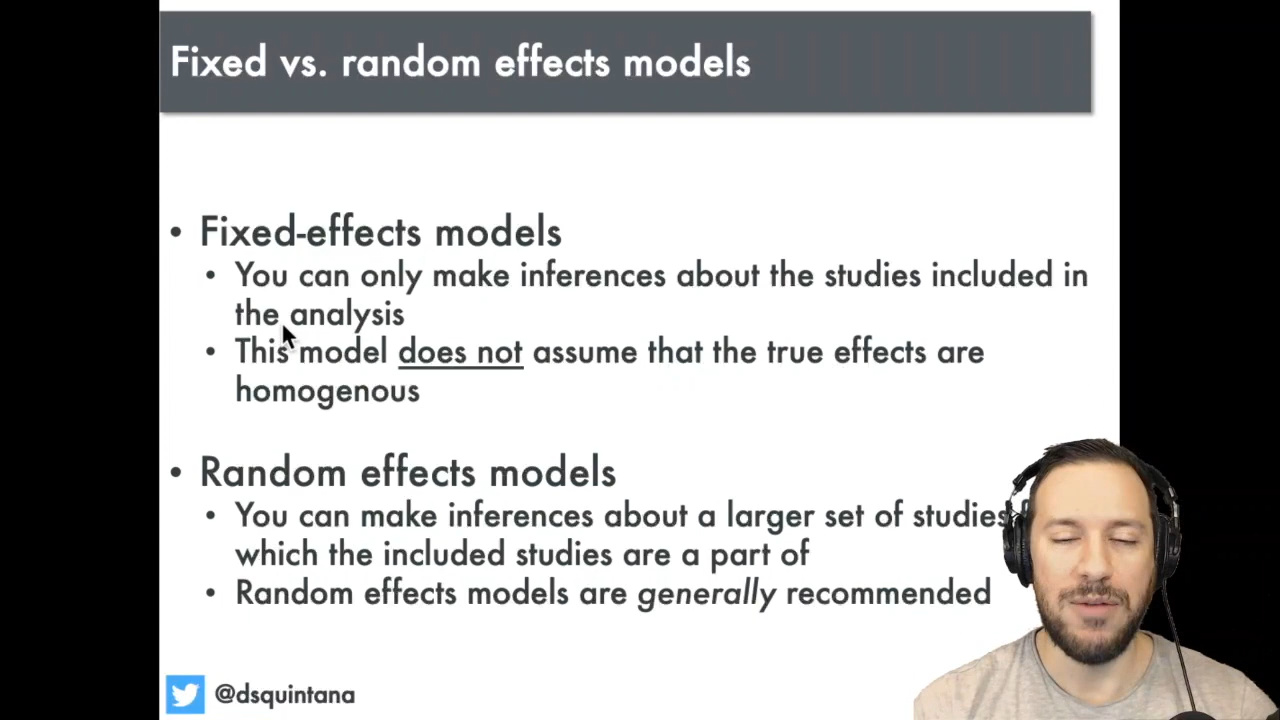 Fixed vs. random effects models
• Fixed-effects models
• You can only make inferences about the studies included in
the analysis
• This model does not assume that the true effects are
homogenous
• Random effects models
• You can make inferences about a larger set of studies
which the included studies are a part of
• Random effects models are generally recommended
@dsquintana